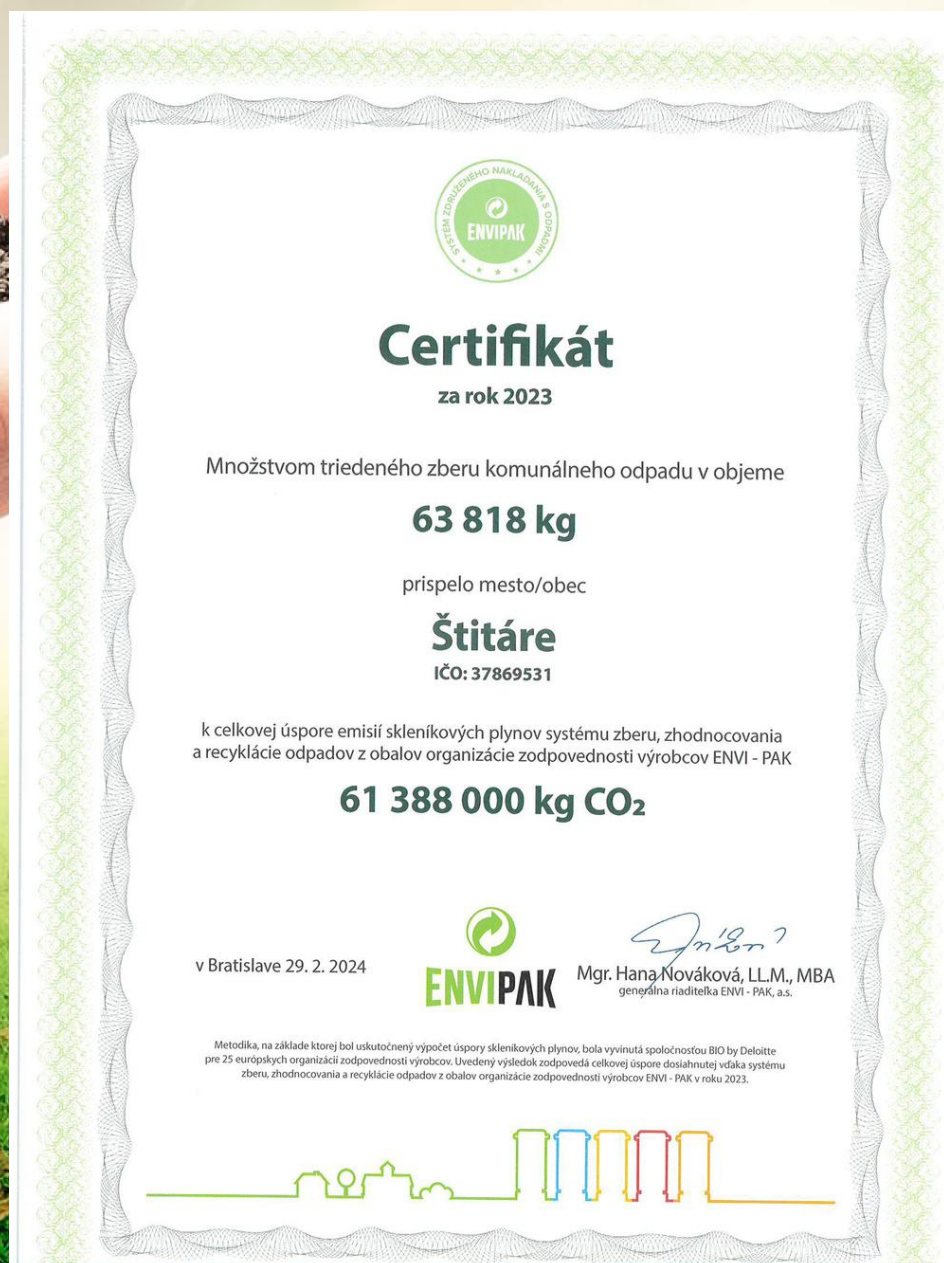 SYSTÉM ZDRUŽENÉHO NAKLADANIA S ODPADMI
ENVIPAK
Certifikát
za rok 2023
Množstvom triedeného zberu komunálneho odpadu v objeme
63 818 kg
prispelo mesto/obec
Štitáre
IČO: 37869531
k celkovej úspore emisií skleníkových plynov systému zberu, zhodnocovania
a recyklácie odpadov z obalov organizácie zodpovednosti výrobcov ENVI - PAK
61 388 000 kg CO₂
v Bratislave 29. 2. 2024
ENVIPAK
Mgr. Hana Nováková, LL.M., MBA
generálna riaditeľka ENVI - PAK, a.s.
Metodika, na základe ktorej bol uskutočnený výpočet úspory skleníkových plynov, bola vyvinutá spoločnosťou BIO by Deloitte
pre 25 európskych organizácií zodpovednosti výrobcov. Uvedený výsledok zodpovedá celkovej úspore dosiahnutej vďaka systému
zberu, zhodnocovania a recyklácie odpadov z obalov organizácie zodpovednosti výrobcov ENVI - PAK v roku 2023.